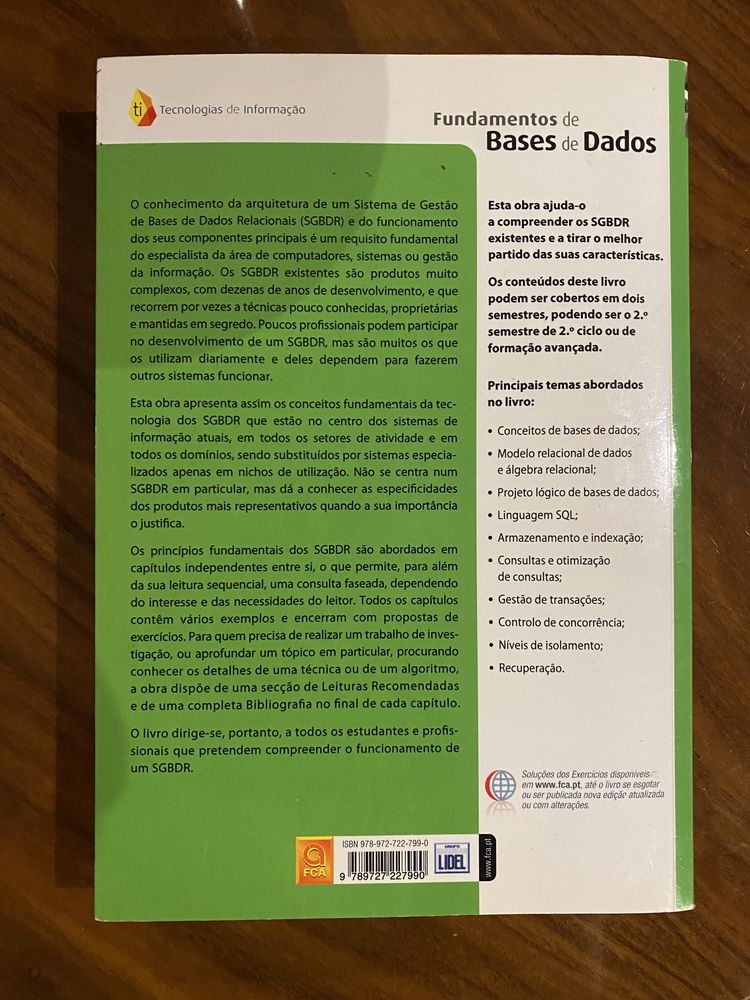 ti Tecnologias de Informação
Fundamentos de
Bases de Dados
O conhecimento da arquitetura de um Sistema de Gestão
de Bases de Dados Relacionais (SGBDR) e do funcionamento
dos seus componentes principais é um requisito fundamental
do especialista da área de computadores, sistemas ou gestão
da informação. Os SGBDR existentes são produtos muito
complexos, com dezenas de anos de desenvolvimento, e que
recorrem por vezes a técnicas pouco conhecidas, proprietárias
e mantidas em segredo. Poucos profissionais podem participar
no desenvolvimento de um SGBDR, mas são muitos os que
os utilizam diariamente e deles dependem para fazerem
outros sistemas funcionar.
Esta obra apresenta assim os conceitos fundamentais da tec-
nologia dos SGBDR que estão no centro dos sistemas de
informação atuais, em todos os setores de atividade e em
todos os domínios, sendo substituídos por sistemas especia-
lizados apenas em nichos de utilização. Não se centra num
SGBDR em particular, mas dá a conhecer as especificidades
dos produtos mais representativos quando a sua importância
o justifica.
Os princípios fundamentais dos SGBDR são abordados em
capítulos independentes entre si, o que permite, para além
da sua leitura sequencial, uma consulta faseada, dependendo
do interesse e das necessidades do leitor. Todos os capítulos
contêm vários exemplos e encerram com propostas de
exercícios. Para quem precisa de realizar um trabalho de inves-
tigação, ou aprofundar um tópico em particular, procurando
conhecer os detalhes de uma técnica ou de um algoritmo,
a obra dispõe de uma secção de Leituras Recomendadas
e de uma completa Bibliografia no final de cada capítulo.
O livro dirige-se, portanto, a todos os estudantes e profis-
sionais que pretendem compreender o funcionamento de
um SGBDR.
Esta obra ajuda-o
a compreender os SGBDR
existentes e a tirar o melhor
partido das suas características.
Os conteúdos deste livro
podem ser cobertos em dois
semestres, podendo ser o 2.º
semestre de 2.º ciclo ou de
formação avançada.
Principais temas abordados
no livro:
• Conceitos de bases de dados;
• Modelo relacional de dados
e álgebra relacional;
• Projeto lógico de bases de dados;
• Linguagem SQL;
• Armazenamento e indexação;
• Consultas e otimização
de consultas;
• Gestão de transações;
• Controlo de concorrência;
• Níveis de isolamento;
• Recuperação.
Soluções dos Exercícios disponíveis
em www.fca.pt, até o livro se esgotar
ou ser publicada nova edição atualizada
ou com alterações.
FCA
ISBN 978-972-722-799-0
9 789727 227990
GRUPO
LIDEL
www.fca.pt